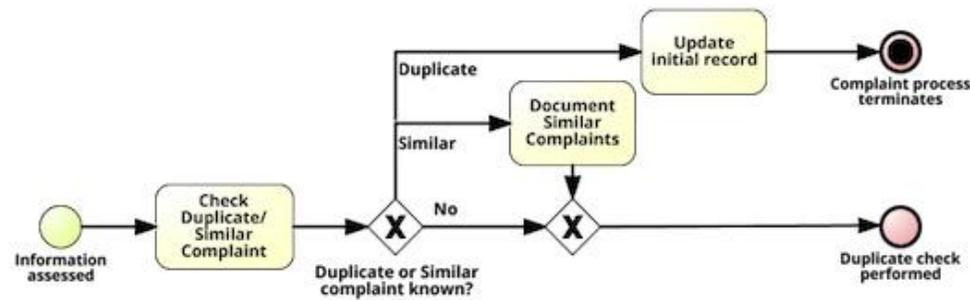 Update
initial record
Duplicate
Complaint process
terminates
Document
Similar
Complaints
Similar
Check
Duplicate/
Similar
Complaint
No
X
X
Information
assessed
Duplicate or Similar
complaint known?
Duplicate check
performed